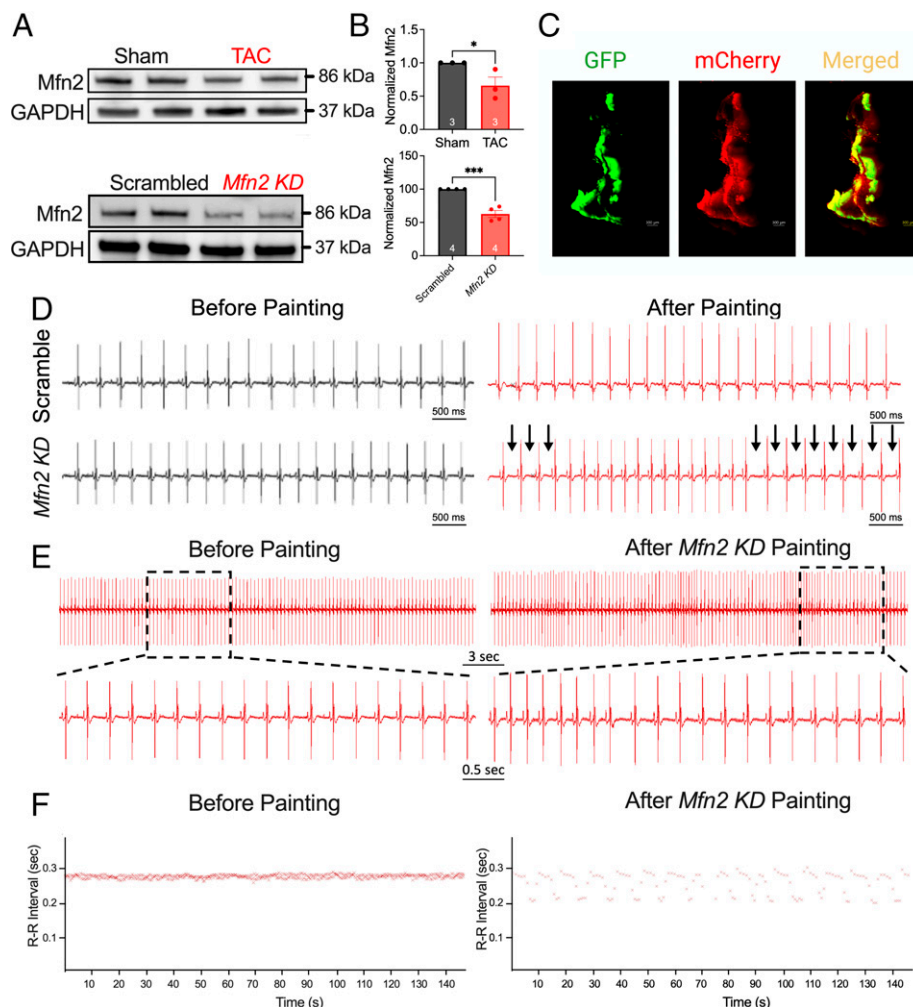 A
Sham TAC
Mfn2 86 kDa
GAPDH 37 kDa
Scrambled Mfn2 KD
Mfn2 86 kDa
GAPDH 37 kDa
B
Normalized Mfn2
1.5
1.0
0.5
0.0
*
3 3
Sham TAC
Normalized Mfn2
150
100
50
0
***
4 4
Scrambled Mfn2 KD
C
GFP mCherry Merged
D
Before Painting After Painting
Scramble
500 ms 500 ms
Mfn2 KD
500 ms 500 ms
E
Before Painting After Mfn2 KD Painting
3 sec
0.5 sec
F
Before Painting After Mfn2 KD Painting
R-R Interval (sec)
0.3
0.2
0.1
10 20 30 40 50 60 70 80 90 100 110 120 130 140
Time (s)
R-R Interval (sec)
0.3
0.2
0.1
10 20 30 40 50 60 70 80 90 100 110 120 130 140
Time (s)